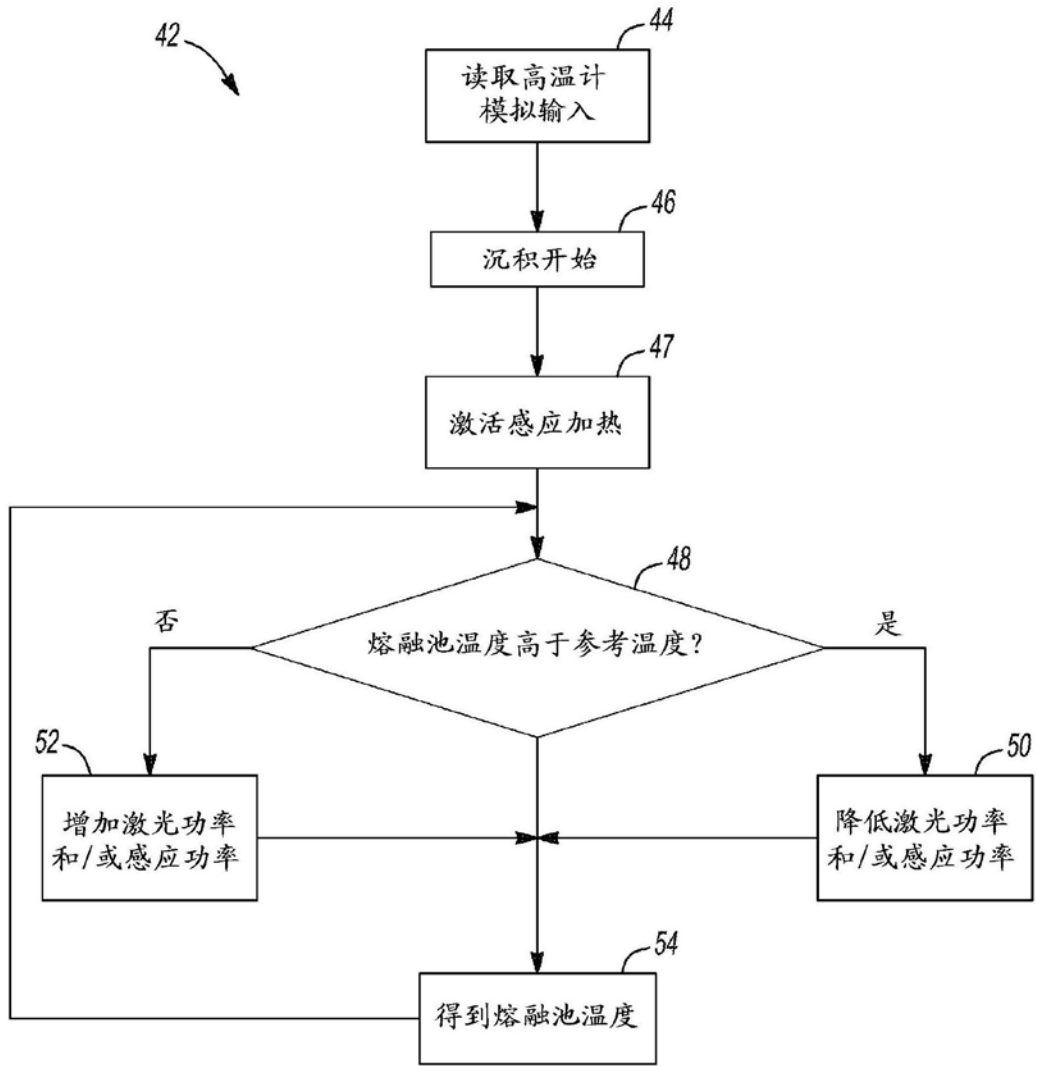 42
44
读取高温计
模拟输入
46
沉积开始
47
激活感应加热
48
否
熔融池温度高于参考温度?
是
52
增加激光功率
和/或感应功率
50
降低激光功率
和/或感应功率
54
得到熔融池温度